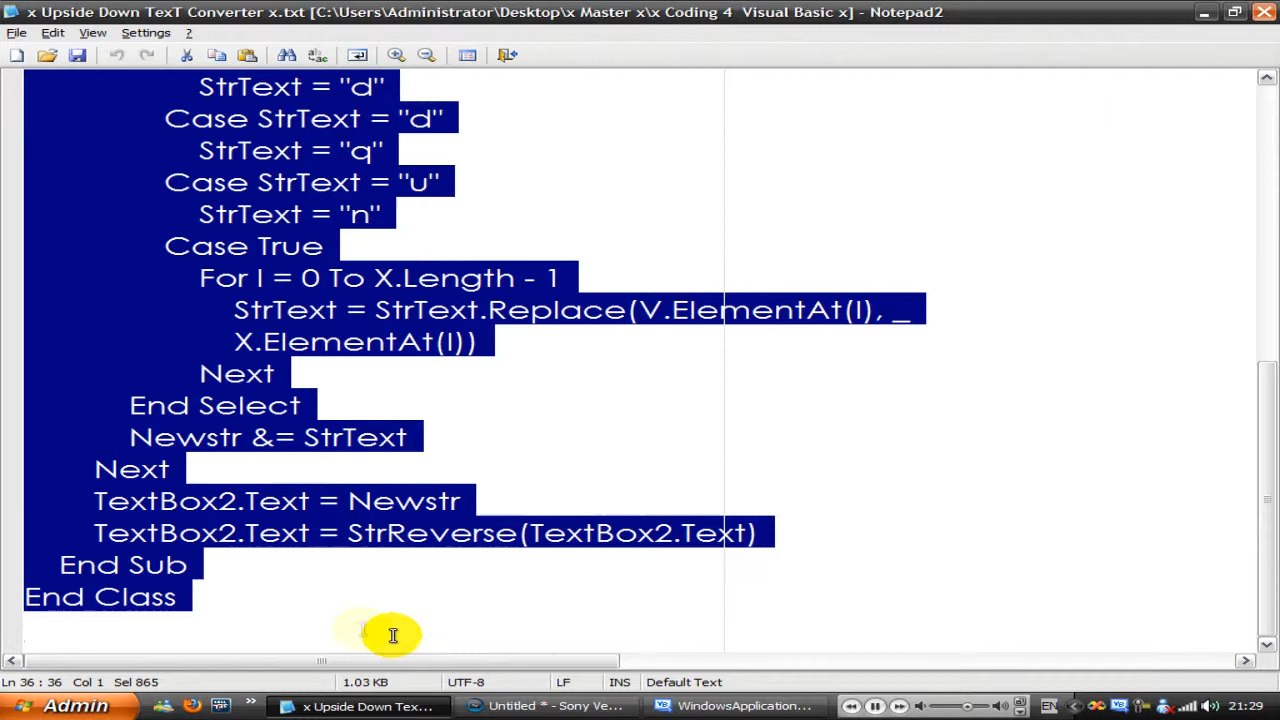 x Upside Down TexT Converter x.txt [C:\Users\Administrator\Desktop\x Master x\x Coding 4  Visual Basic x] - Notepad2
File Edit View Settings ?
StrText = "d"
Case StrText = "d"
StrText = "q"
Case StrText = "u"
StrText = "n"
Case True
For I = 0 To X.Length - 1
StrText = StrText.Replace(V.ElementAt(I), _
X.ElementAt(I))
Next
End Select
Newstr &= StrText
Next
TextBox2.Text = Newstr
TextBox2.Text = StrReverse(TextBox2.Text)
End Sub
End Class
Ln 36 : 36 Col 1 Sel 865 1.03 KB UTF-8 LF INS Default Text
Admin x Upside Down Tex... Untitled * - Sony Ve... WindowsApplication... EN 21:29